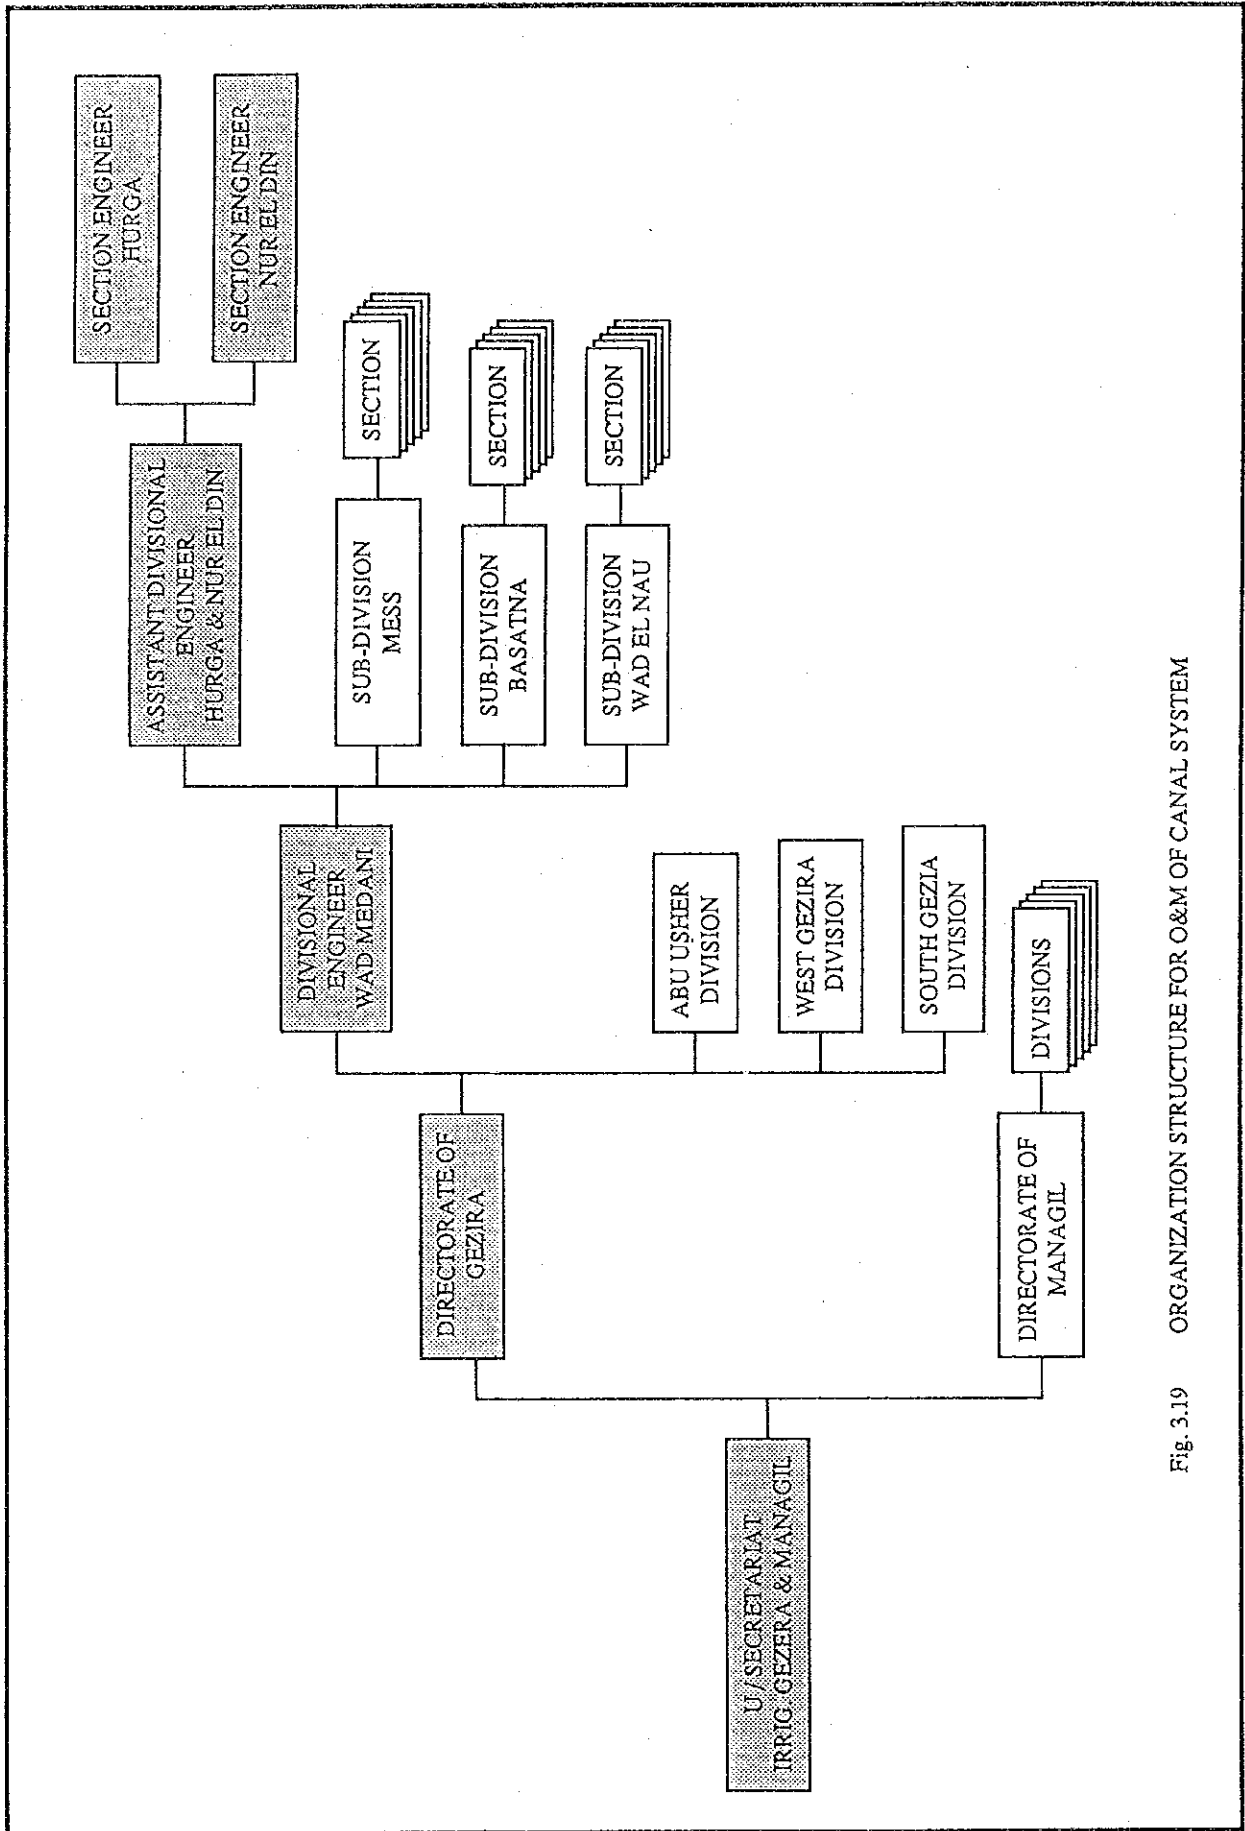 U/SECRETARIAT
IRRIG. GEZERA & MANAGIL
DIRECTORATE OF
GEZIRA
DIRECTORATE OF
MANAGIL
DIVISIONAL
ENGINEER
WAD MEDANI
ABU USHER
DIVISION
WEST GEZIRA
DIVISION
SOUTH GEZIA
DIVISION
DIVISIONS
ASSISTANT DIVISIONAL
ENGINEER
HURGA & NUR EL DIN
SUB-DIVISION
MESS
SUB-DIVISION
BASATNA
SUB-DIVISION
WAD EL NAU
SECTION
SECTION
SECTION
SECTION ENGINEER
HURGA
SECTION ENGINEER
NUR EL DIN
Fig. 3.19 ORGANIZATION STRUCTURE FOR O&M OF CANAL SYSTEM